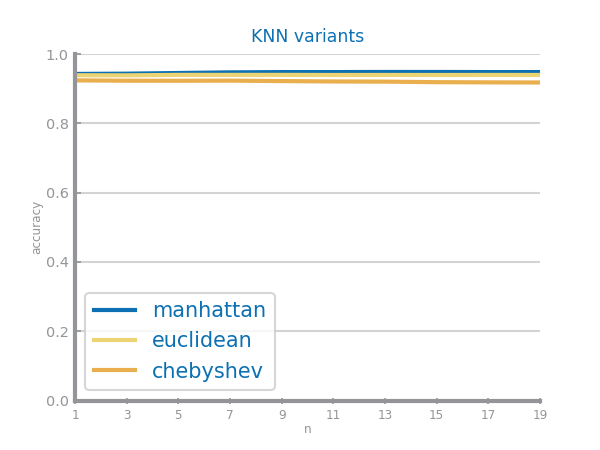 KNN variants
accuracy
1.0
0.8
0.6
0.4
0.2
0.0
manhattan
euclidean
chebyshev
1 3 5 7 9 11 13 15 17 19
n